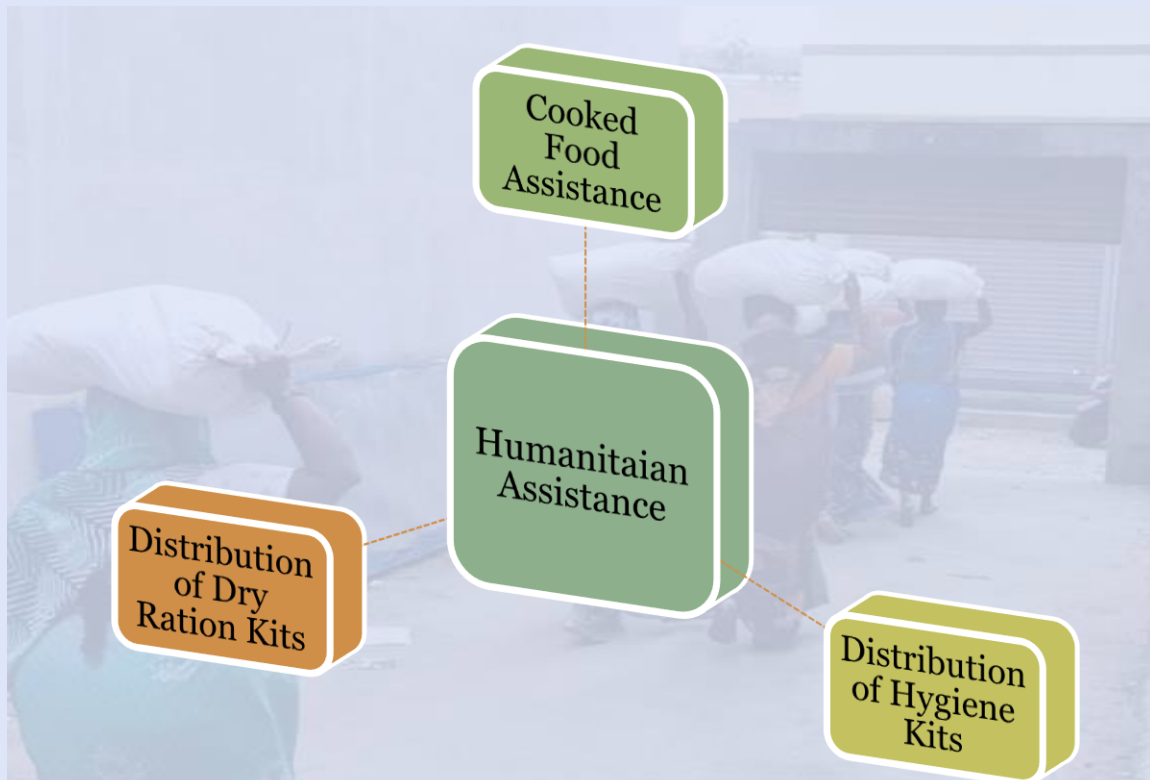 Cooked
Food
Assistance
Humanitaian
Assistance
Distribution
of Dry
Ration Kits
Distribution
of Hygiene
Kits